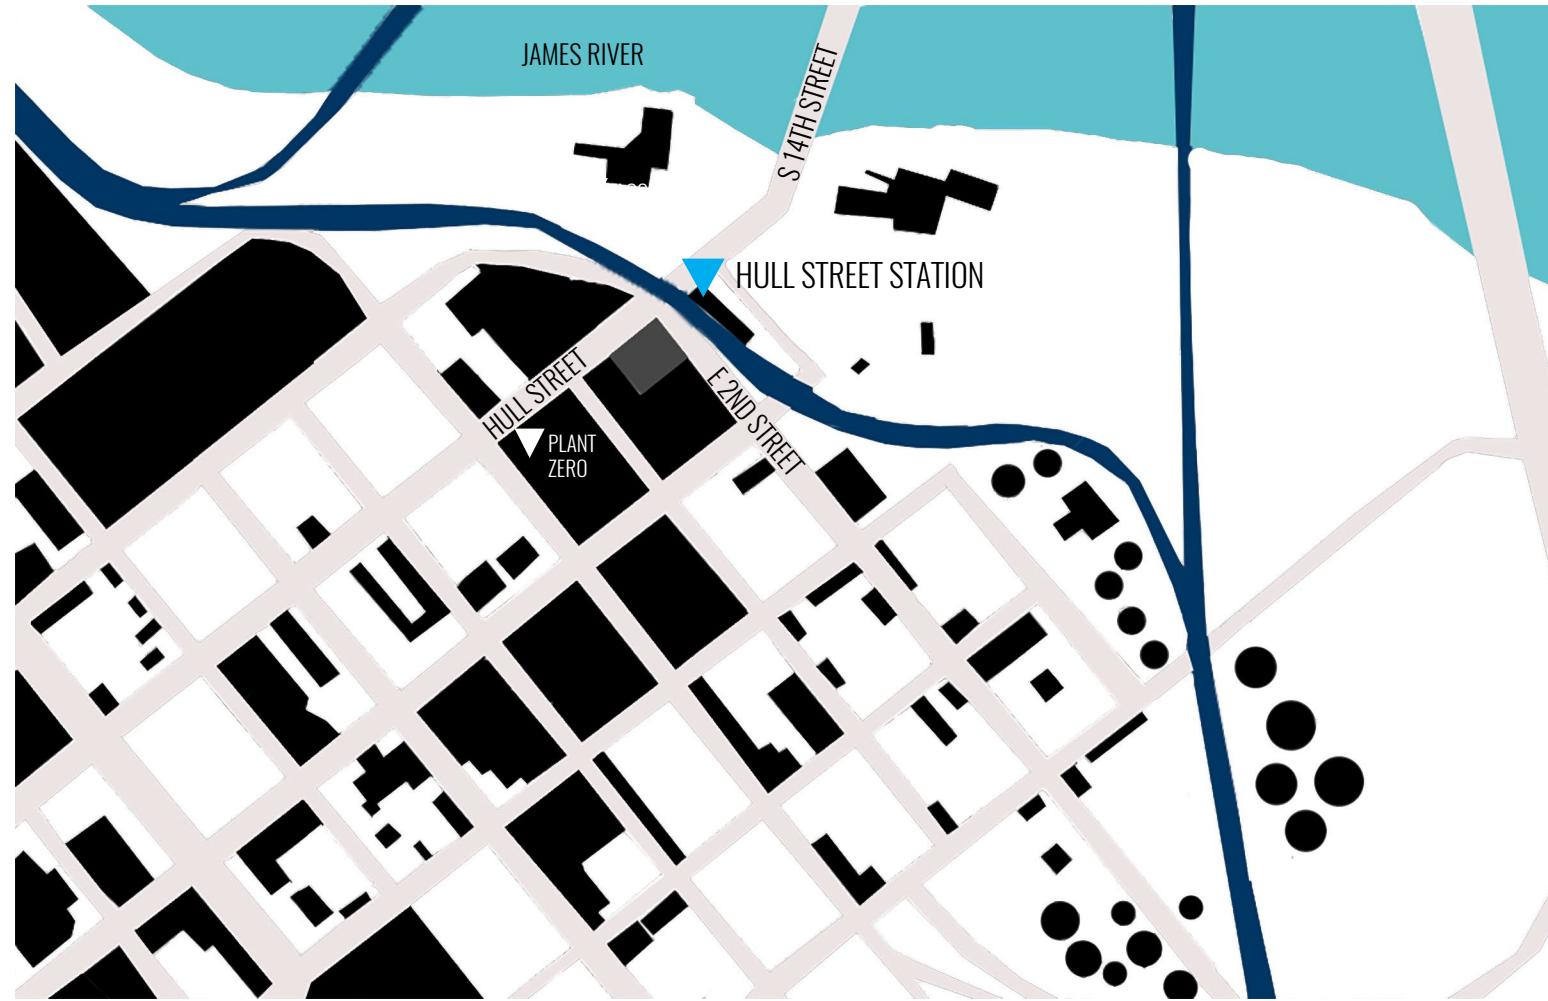 JAMES RIVER
S 14TH STREET
HULL STREET STATION
HULL STREET
E 2ND STREET
PLANT
ZERO